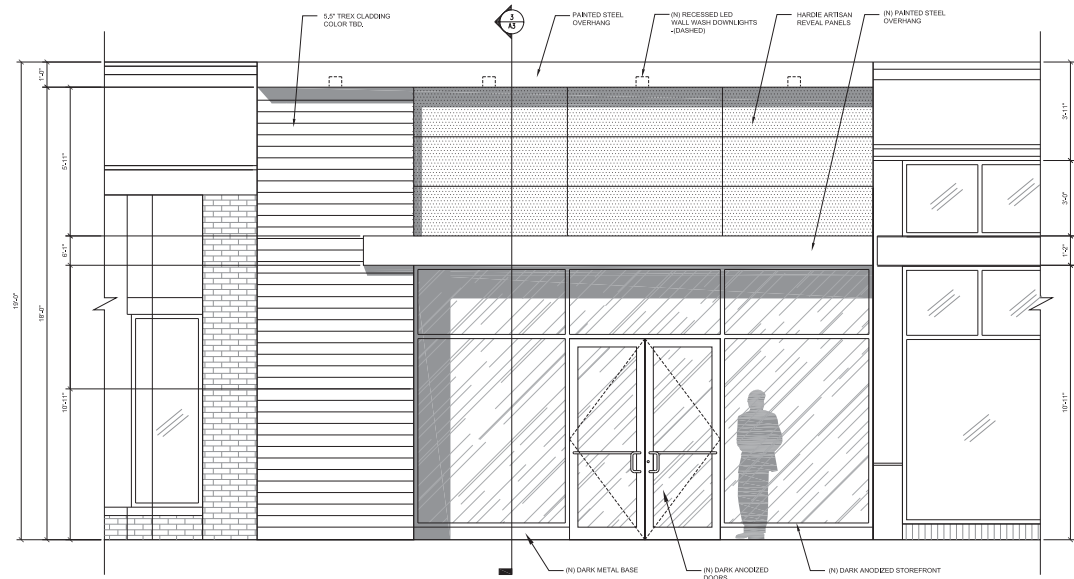 5.5" TREX CLADDING
COLOR TBD.
3
A3
PAINTED STEEL
OVERHANG
(N) RECESSED LED
WALL WASH DOWNLIGHTS
-(DASHED)
HARDIE ARTISAN
REVEAL PANELS
(N) PAINTED STEEL
OVERHANG
1'-0"
5'-11"
6'-1"
10'-11"
18'-0"
19'-0"
3'-11"
3'-0"
1'-2"
10'-11"
(N) DARK METAL BASE
(N) DARK ANODIZED
DOORS
(N) DARK ANODIZED STOREFRONT